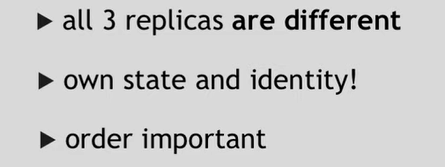 ▶ all 3 replicas are different
▶ own state and identity!
▶ order important